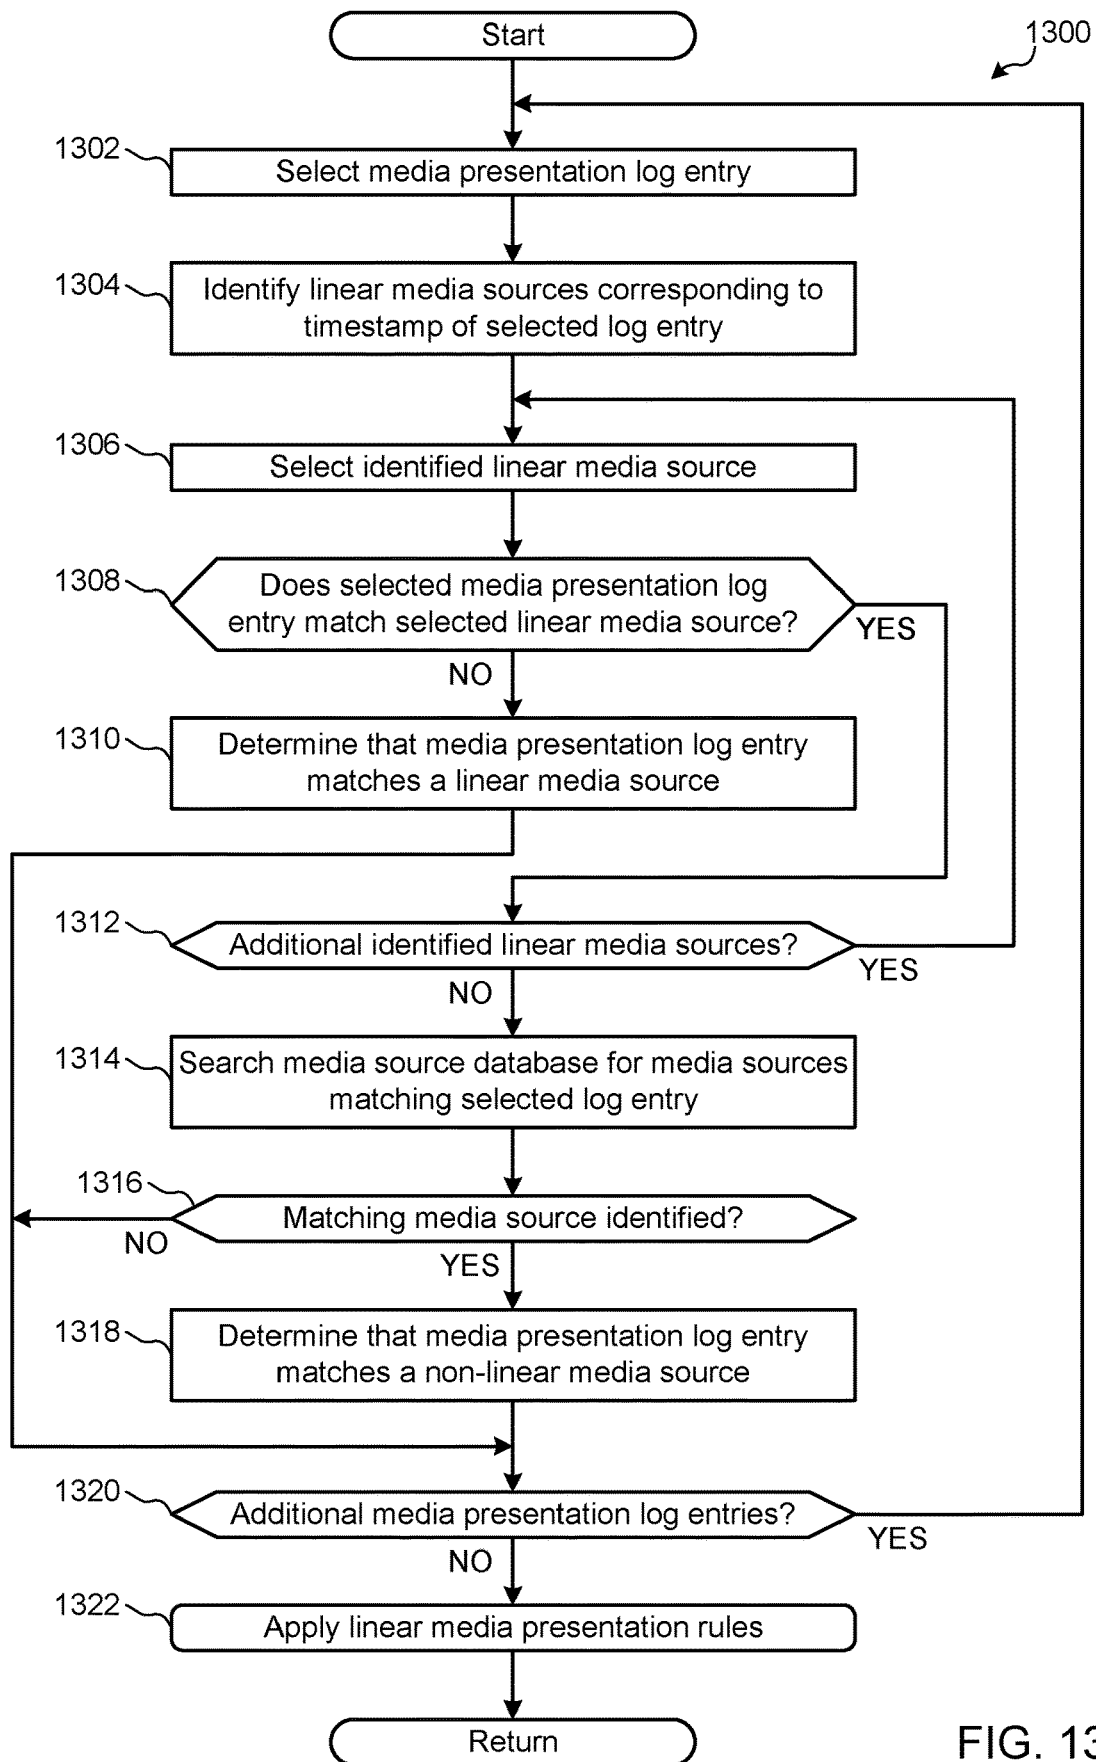 Start
1300
1302
Select media presentation log entry
1304
Identify linear media sources corresponding to
timestamp of selected log entry
1306
Select identified linear media source
1308
Does selected media presentation log
entry match selected linear media source?
YES
NO
1310
Determine that media presentation log entry
matches a linear media source
1312
Additional identified linear media sources?
YES
NO
1314
Search media source database for media sources
matching selected log entry
1316
Matching media source identified?
NO
YES
1318
Determine that media presentation log entry
matches a non-linear media source
1320
Additional media presentation log entries?
YES
NO
1322
Apply linear media presentation rules
Return
FIG. 13